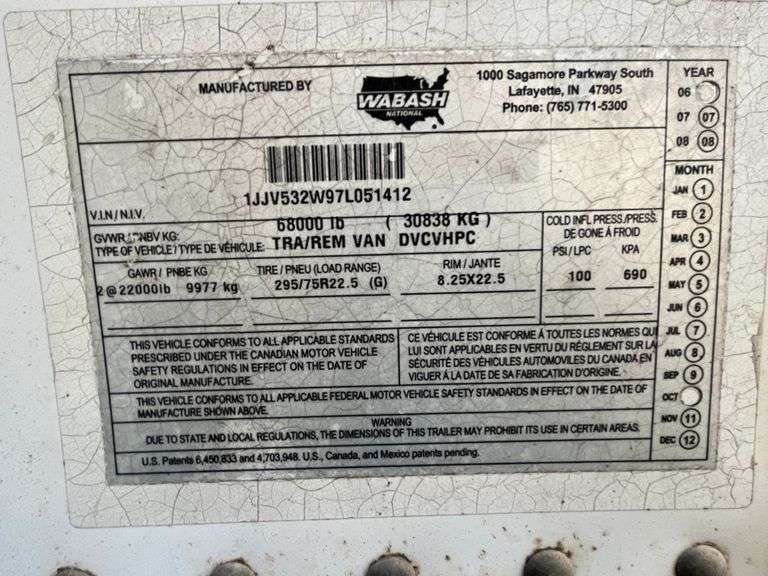 MANUFACTURED BY
WABASH
NATIONAL
1000 Sagamore Parkway South
Lafayette, IN 47905
Phone: (765) 771-5300
1JJV532W97L051412
V.I.N/N.I.V.
68000 lb ( 30838 KG )
GVWR / PNBV KG:
TYPE OF VEHICLE / TYPE DE VÉHICULE: TRA/REM VAN DVCVHPC
GAWR / PNBE KG
TIRE / PNEU (LOAD RANGE)
RIM / JANTE
2@22000lb 9977 kg
295/75R22.5 (G)
8.25X22.5
COLD INFL PRESS/PRESS.
DE GONE À FROID
PSI/LPC KPA
100 690
THIS VEHICLE CONFORMS TO ALL APPLICABLE STANDARDS
PRESCRIBED UNDER THE CANADIAN MOTOR VEHICLE
SAFETY REGULATIONS IN EFFECT ON THE DATE OF
ORIGINAL MANUFACTURE.
CE VÉHICULE EST CONFORME À TOUTES LES NORMES QUI
LUI SONT APPLICABLES EN VERTU DU RÉGLEMENT SUR LA
SÉCURITÉ DES VÉHICULES AUTOMOBILES DU CANADA EN
VIGUER À LA DATE DE SA FABRICATION D'ORIGINE.
THIS VEHICLE CONFORMS TO ALL APPLICABLE FEDERAL MOTOR VEHICLE SAFETY STANDARDS IN EFFECT ON THE DATE OF
MANUFACTURE SHOWN ABOVE.
WARNING
DUE TO STATE AND LOCAL REGULATIONS, THE DIMENSIONS OF THIS TRAILER MAY PROHIBIT ITS USE IN CERTAIN AREAS.
U.S. Patents 6,450,833 and 4,703,948. U.S., Canada, and Mexico patents pending.
YEAR
06
07 07
08 08
MONTH
JAN 1
FEB 2
MAR 3
APR 4
MAY 5
JUN 6
JUL 7
AUG 8
SEP 9
OCT
NOV 11
DEC 12